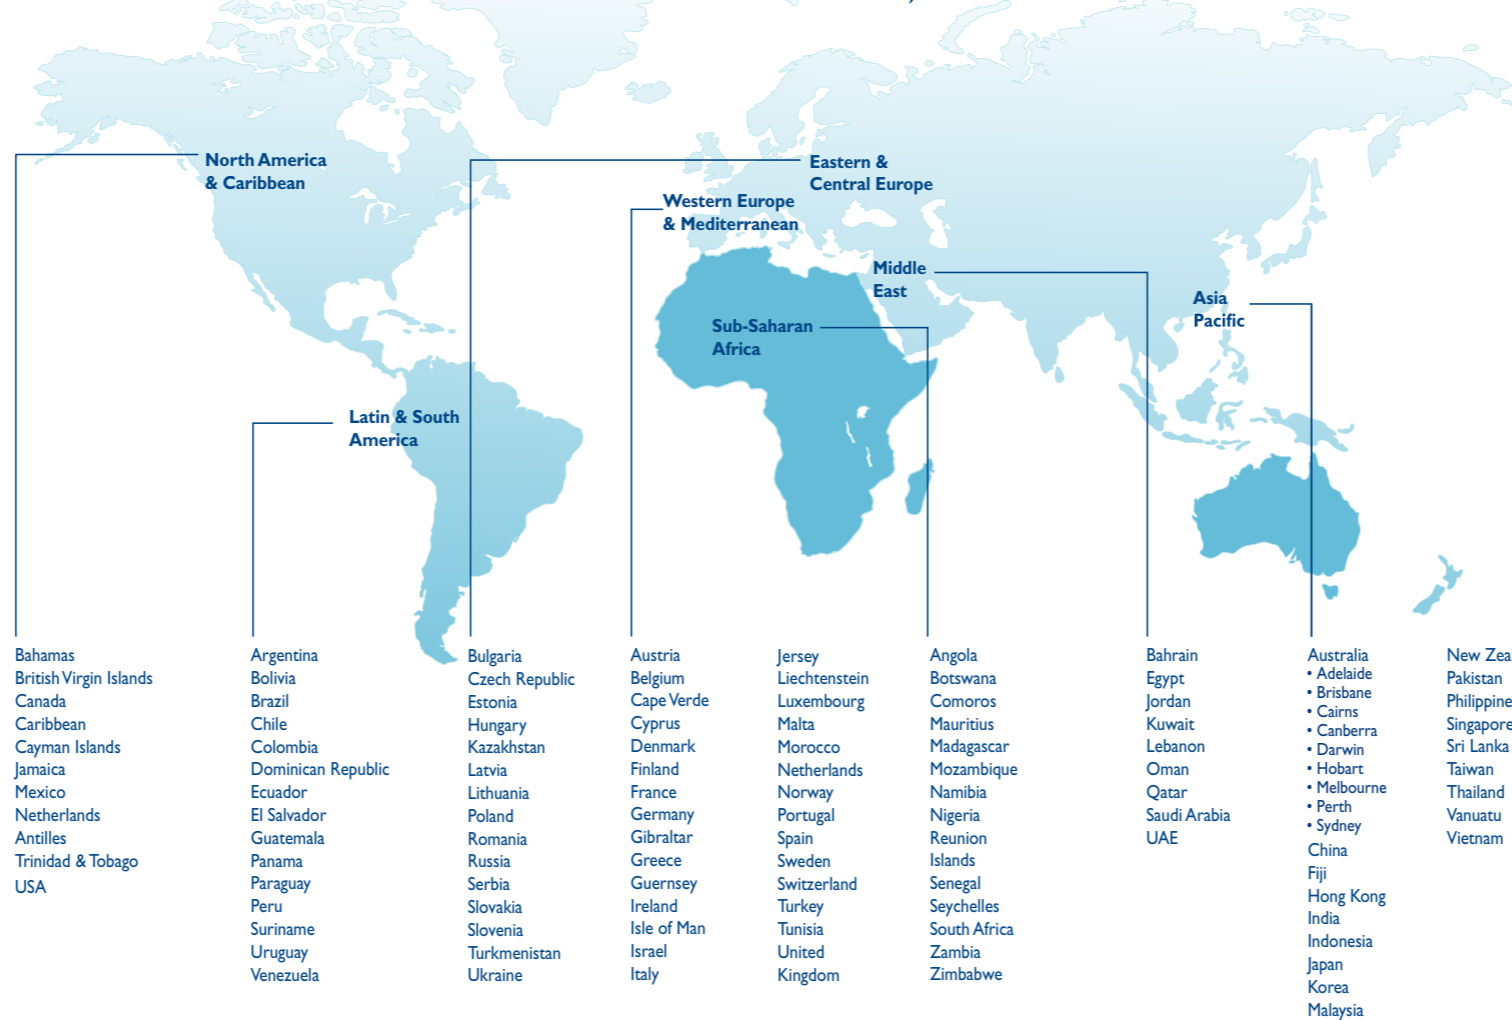 North America
& Caribbean
Eastern &
Central Europe
Western Europe
& Mediterranean
Middle
East
Asia
Pacific
Sub-Saharan
Africa
Latin & South
America
Bahamas
British Virgin Islands
Canada
Caribbean
Cayman Islands
Jamaica
Mexico
Netherlands
Antilles
Trinidad & Tobago
USA
Argentina
Bolivia
Brazil
Chile
Colombia
Dominican Republic
Ecuador
El Salvador
Guatemala
Panama
Paraguay
Peru
Suriname
Uruguay
Venezuela
Bulgaria
Czech Republic
Estonia
Hungary
Kazakhstan
Latvia
Lithuania
Poland
Romania
Russia
Serbia
Slovakia
Slovenia
Turkmenistan
Ukraine
Austria
Belgium
Cape Verde
Cyprus
Denmark
Finland
France
Germany
Gibraltar
Greece
Guernsey
Ireland
Isle of Man
Israel
Italy
Jersey
Liechtenstein
Luxembourg
Malta
Morocco
Netherlands
Norway
Portugal
Spain
Sweden
Switzerland
Turkey
Tunisia
United
Kingdom
Angola
Botswana
Comoros
Mauritius
Madagascar
Mozambique
Namibia
Nigeria
Reunion
Islands
Senegal
Seychelles
South Africa
Zambia
Zimbabwe
Bahrain
Egypt
Jordan
Kuwait
Lebanon
Oman
Qatar
Saudi Arabia
UAE
Australia
• Adelaide
• Brisbane
• Cairns
• Canberra
• Darwin
• Hobart
• Melbourne
• Perth
• Sydney
China
Fiji
Hong Kong
India
Indonesia
Japan
Korea
Malaysia
New Zea
Pakistan
Philippine
Singapore
Sri Lanka
Taiwan
Thailand
Vanuatu
Vietnam